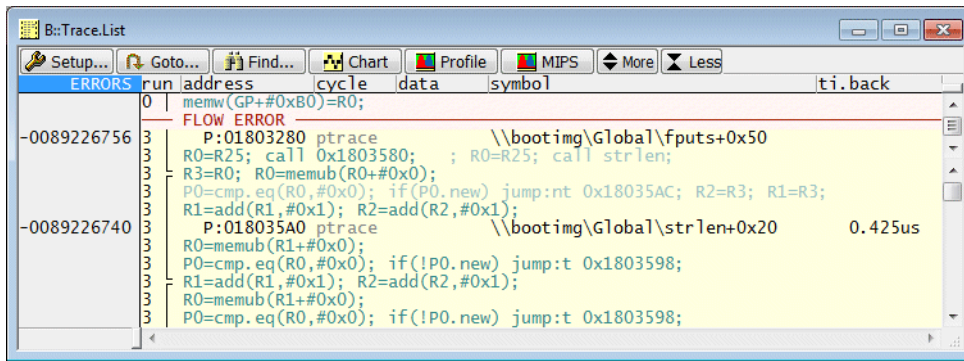 B::Trace.List
Setup... Goto... Find... Chart Profile MIPS More Less
ERRORS run address cycle data symbol ti.back
0 memw(GP+#0xB0)=R0;
FLOW ERROR
-0089226756 3 P:01803280 ptrace \\bootimg\Global\fputs+0x50
3 R0=R25; call 0x1803580; ; R0=R25; call strlen;
3 R3=R0; R0=memub(R0+#0x0);
3 P0=cmp.eq(R0,#0x0); if(P0.new) jump:nt 0x18035AC; R2=R3; R1=R3;
3 R1=add(R1,#0x1); R2=add(R2,#0x1);
-0089226740 3 P:018035A0 ptrace \\bootimg\Global\strlen+0x20 0.425us
3 R0=memub(R1+#0x0);
3 P0=cmp.eq(R0,#0x0); if(!P0.new) jump:t 0x1803598;
3 R1=add(R1,#0x1); R2=add(R2,#0x1);
3 R0=memub(R1+#0x0);
3 P0=cmp.eq(R0,#0x0); if(!P0.new) jump:t 0x1803598;